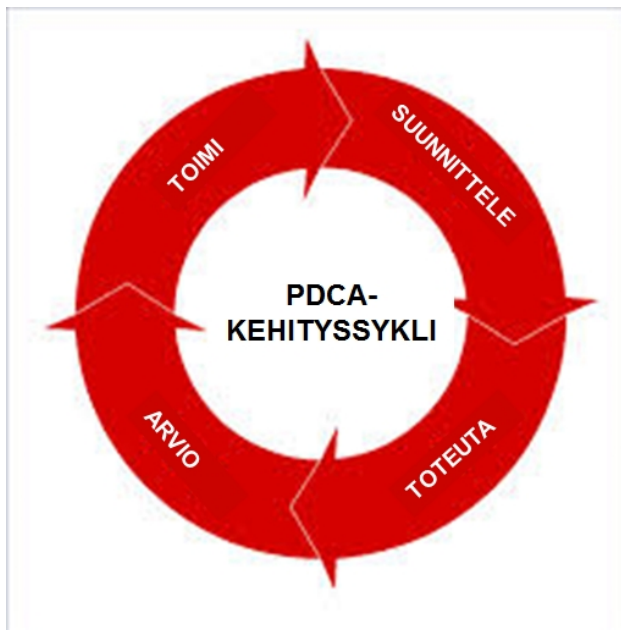 SUUNNITTELE
TOTEUTA
ARVIO
TOIMI
PDCA-
KEHITYSSYKLI